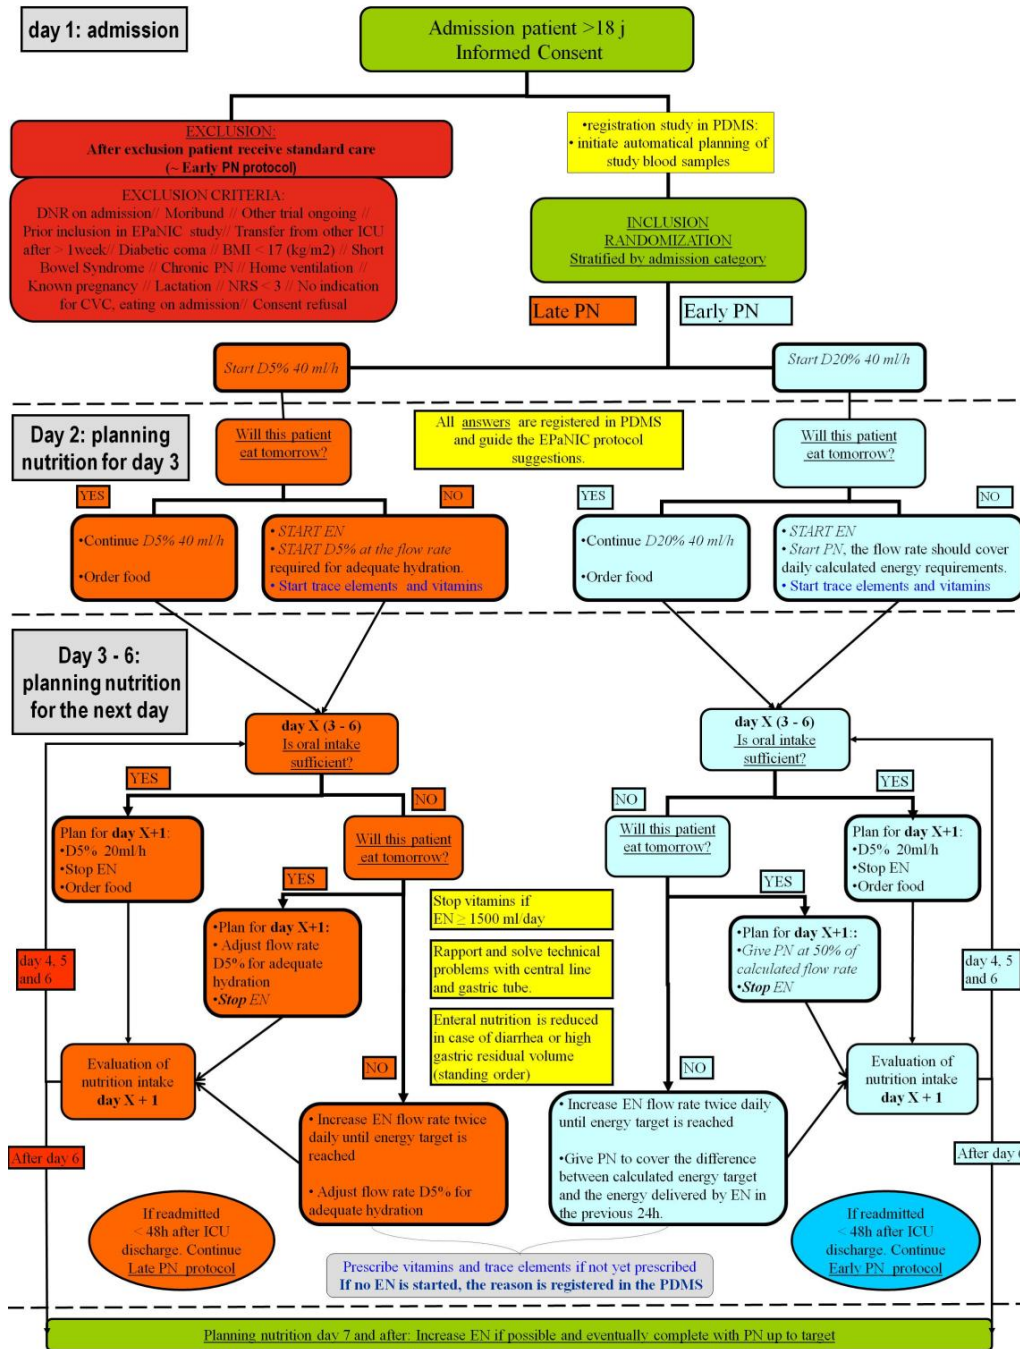 day 1: admission
Admission patient >18 j
Informed Consent
EXCLUSION:
After exclusion patient receive standard care
(~ Early PN protocol)
EXCLUSION CRITERIA:
DNR on admission// Moribund // Other trial ongoing //
Prior inclusion in EPaNIC study// Transfer from other ICU
after > 1week// Diabetic coma // BMI < 17 (kg/m2) // Short
Bowel Syndrome // Chronic PN // Home ventilation //
Known pregnancy // Lactation // NRS < 3 // No indication
for CVC, eating on admission// Consent refusal
•registration study in PDMS:
• initiate automatical planning of
study blood samples
INCLUSION
RANDOMIZATION
Stratified by admission category
Late PN
Early PN
Start D5% 40 ml/h
Start D20% 40 ml/h
Day 2: planning
nutrition for day 3
Will this patient
eat tomorrow?
All answers are registered in PDMS
and guide the EPaNIC protocol
suggestions.
Will this patient
eat tomorrow?
YES
NO
YES
NO
•Continue D5% 40 ml/h
•Order food
• START EN
• START D5% at the flow rate
required for adequate hydration.
• Start trace elements and vitamins
•Continue D20% 40 ml/h
•Order food
•START EN
•Start PN, the flow rate should cover
daily calculated energy requirements.
•Start trace elements and vitamins
Day 3 - 6:
planning nutrition
for the next day
day X (3 - 6)
Is oral intake
sufficient?
day X (3 - 6)
Is oral intake
sufficient?
YES
NO
NO
YES
Plan for day X+1:
•D5% 20ml/h
•Stop EN
•Order food
Will this patient
eat tomorrow?
Will this patient
eat tomorrow?
Plan for day X+1:
•D5% 20ml/h
•Stop EN
•Order food
YES
YES
Stop vitamins if
EN ≥ 1500 ml/day
Rapport and solve technical
problems with central line
and gastric tube.
Enteral nutrition is reduced
in case of diarrhea or high
gastric residual volume
(standing order)
•Plan for day X+1:
• Adjust flow rate
D5% for adequate
hydration
•Stop EN
•Plan for day X+1::
•Give PN at 50% of
calculated flow rate
•Stop EN
day 4, 5
and 6
day 4, 5
and 6
Evaluation of
nutrition intake
day X + 1
NO
NO
Evaluation of
nutrition intake
day X + 1
• Increase EN flow rate twice
daily until energy target is
reached
• Adjust flow rate D5% for
adequate hydration
• Increase EN flow rate twice daily
until energy target is reached
•Give PN to cover the difference
between calculated energy target
and the energy delivered by EN in
the previous 24h.
After day 6
After day 6
If readmitted
< 48h after ICU
discharge. Continue
Late PN protocol
If readmitted
< 48h after ICU
discharge. Continue
Early PN protocol
Prescribe vitamins and trace elements if not yet prescribed
If no EN is started, the reason is registered in the PDMS
Planning nutrition day 7 and after: Increase EN if possible and eventually complete with PN up to target